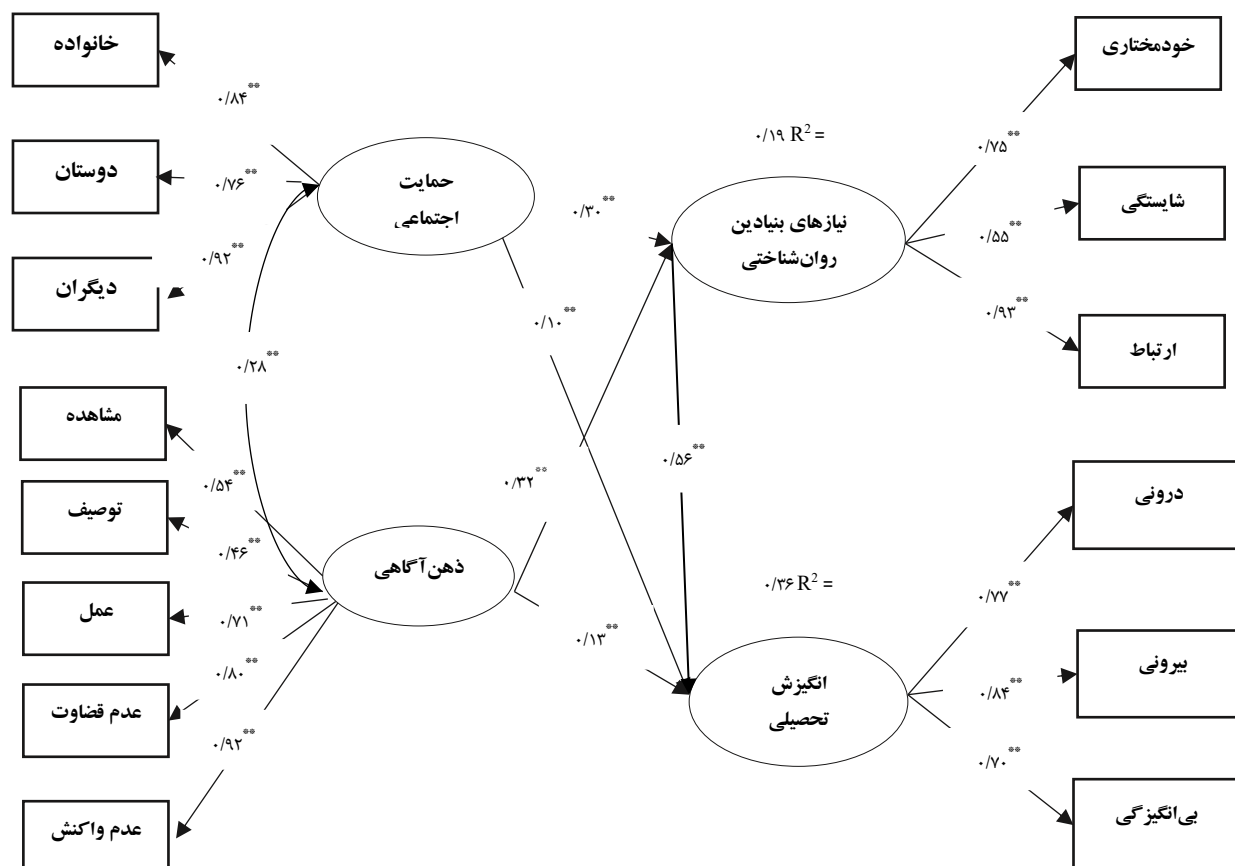 خانواده
خودمختاری
۰/۸۴**
۰/۱۹ R² =
۰/۷۵**
دوستان
۰/۷۶**
حمایت
اجتماعی
۰/۳۰**
نیازهای بنیادین
روان‌شناختی
شایستگی
۰/۵۵**
دیگران
۰/۹۲**
۰/۱۰**
۰/۹۳**
ارتباط
۰/۲۸**
مشاهده
۰/۵۴**
۰/۳۲**
۰/۵۶**
درونی
توصیف
۰/۴۶**
ذهن‌آگاهی
۰/۳۶ R² =
۰/۷۷**
عمل
۰/۷۱**
۰/۱۳**
بیرونی
۰/۸۴**
عدم قضاوت
۰/۸۰**
انگیزش
تحصیلی
۰/۹۲**
۰/۷۰**
عدم واکنش
بی‌انگیزگی